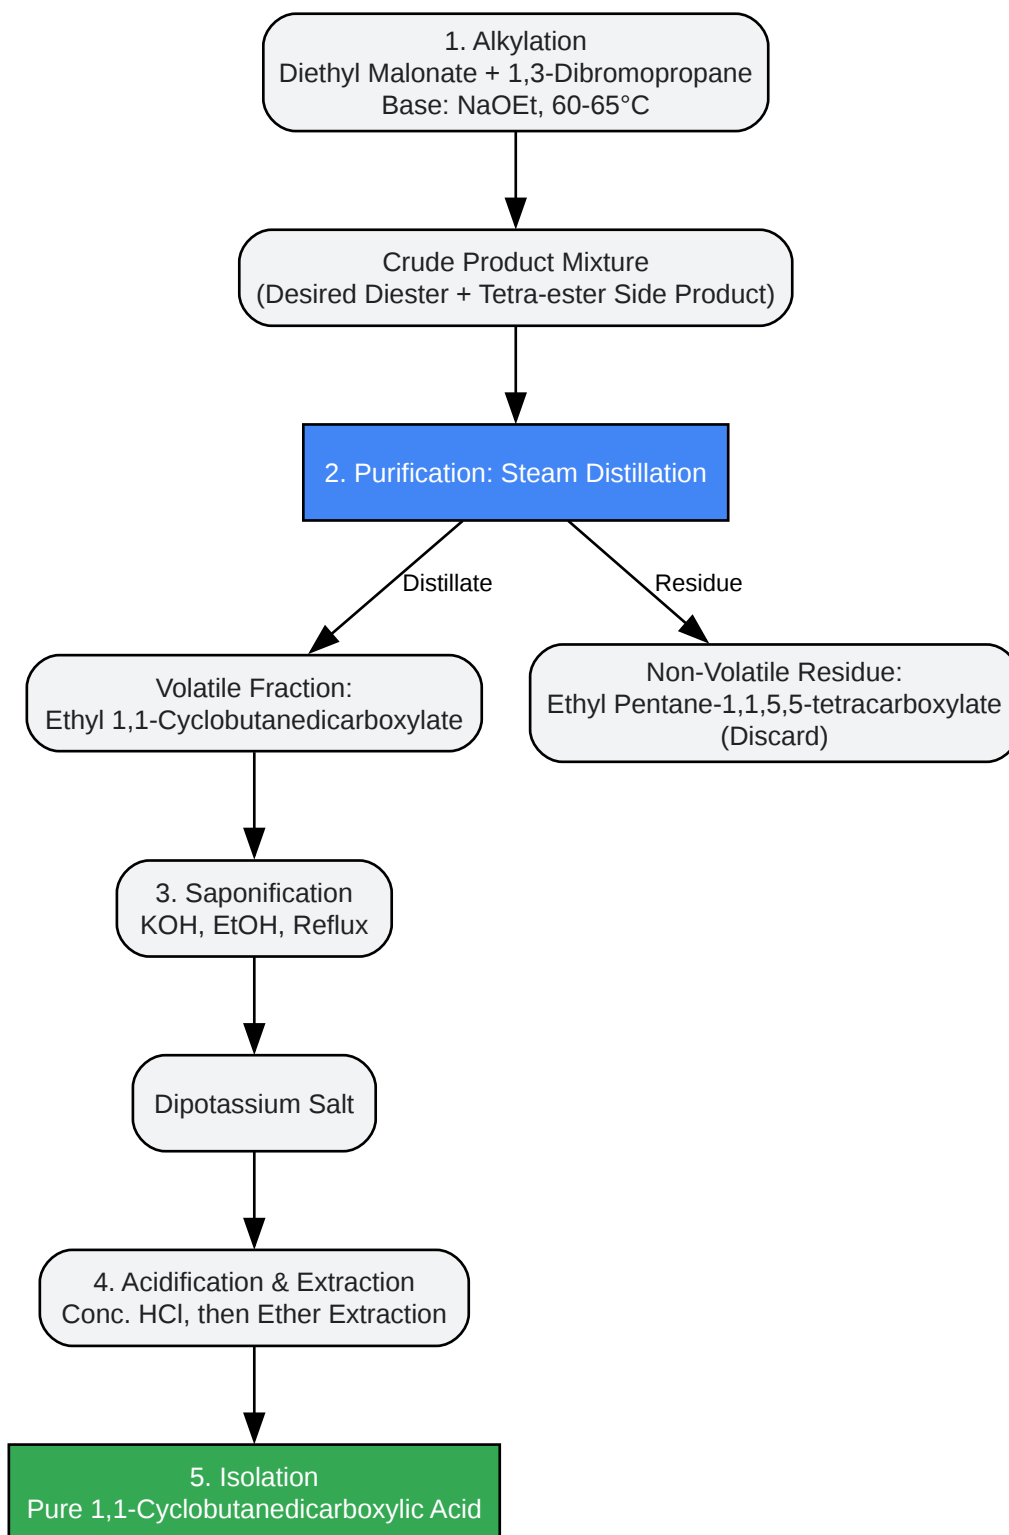 1. Alkylation
Diethyl Malonate + 1,3-Dibromopropane
Base: NaOEt, 60-65°C
Crude Product Mixture
(Desired Diester + Tetra-ester Side Product)
2. Purification: Steam Distillation
Distillate
Residue
Volatile Fraction:
Ethyl 1,1-Cyclobutanedicarboxylate
Non-Volatile Residue:
Ethyl Pentane-1,1,5,5-tetracarboxylate
(Discard)
3. Saponification
KOH, EtOH, Reflux
Dipotassium Salt
4. Acidification & Extraction
Conc. HCl, then Ether Extraction
5. Isolation
Pure 1,1-Cyclobutanedicarboxylic Acid